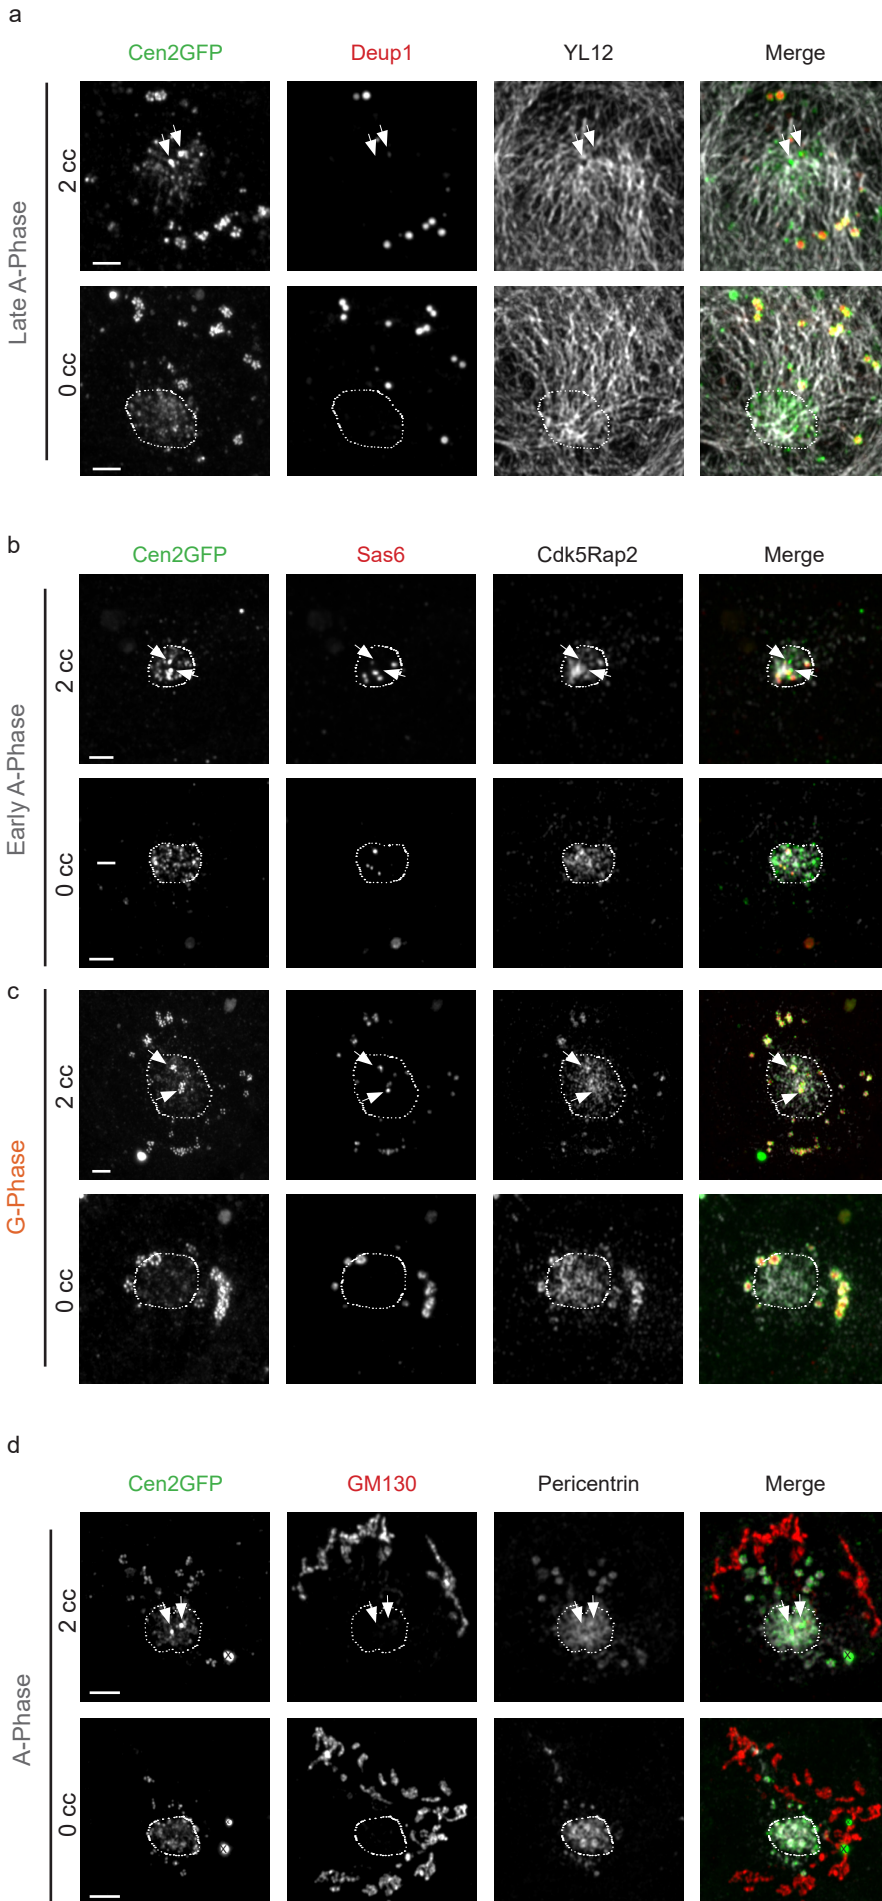 a
Cen2GFP Deup1 YL12 Merge
Late A-Phase
2 cc
0 cc
b
Cen2GFP Sas6 Cdk5Rap2 Merge
Early A-Phase
2 cc
0 cc
c
G-Phase
2 cc
0 cc
d
Cen2GFP GM130 Pericentrin Merge
A-Phase
2 cc
x x
0 cc
x x